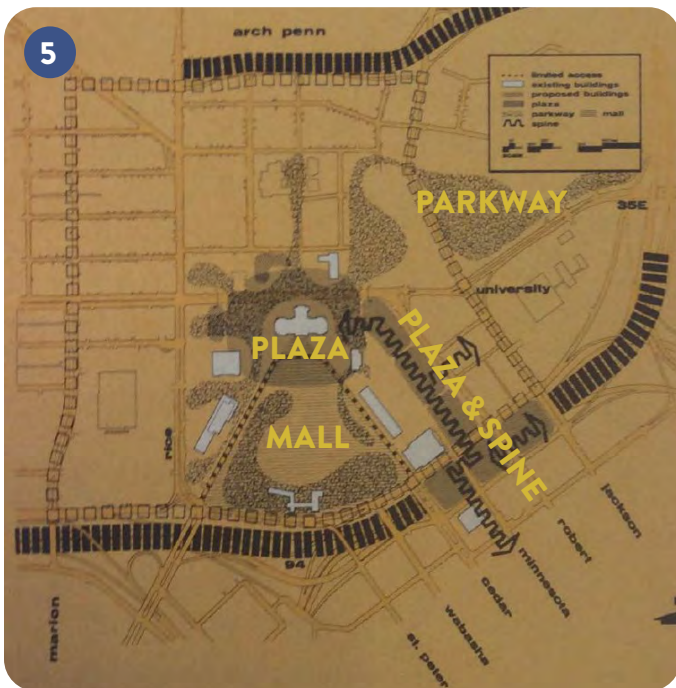 5
arch penn
limited access
existing buildings
proposed buildings
plaza
parkway mall
spine
SCALE
PARKWAY
35E
university
PLAZA & SPINE
PLAZA
MALL
rice
94
marion
jackson
robert
minnesota
cedar
wabasha
st. peter